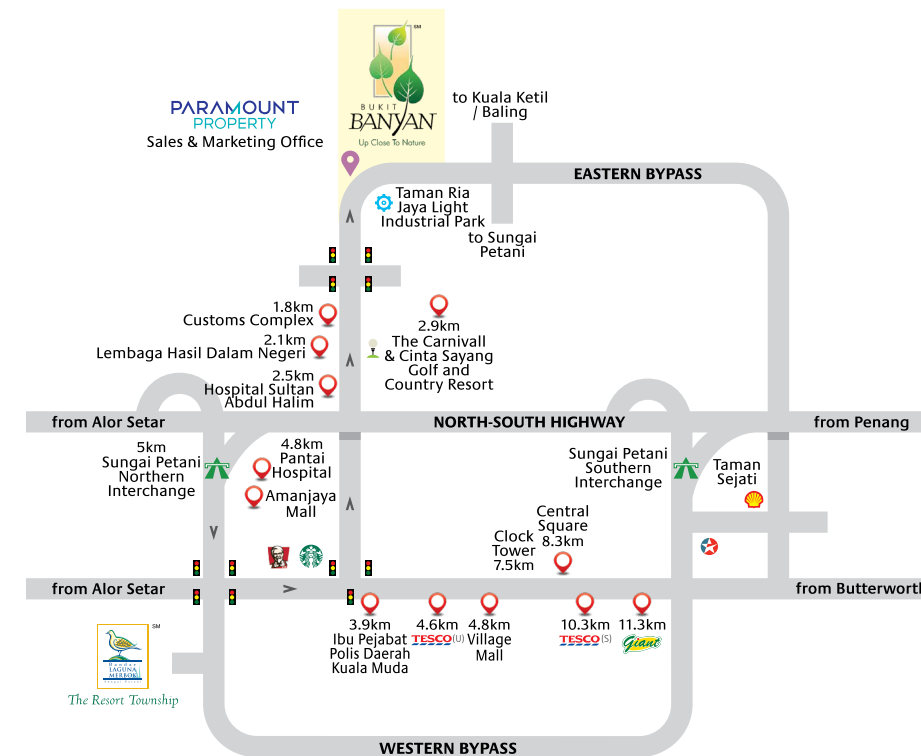 SM
BUKIT
BANYAN
Up Close To Nature
PARAMOUNT
PROPERTY
Sales & Marketing Office
to Kuala Ketil
/ Baling
EASTERN BYPASS
Taman Ria
Jaya Light
Industrial Park
to Sungai
Petani
1.8km
Customs Complex
2.1km
Lembaga Hasil Dalam Negeri
2.5km
Hospital Sultan
Abdul Halim
2.9km
The Carnivall
& Cinta Sayang
Golf and
Country Resort
from Alor Setar
NORTH-SOUTH HIGHWAY
from Penang
5km
Sungai Petani
Northern
Interchange
4.8km
Pantai
Hospital
Amanjaya
Mall
Sungai Petani
Southern
Interchange
Taman
Sejati
Central
Square
8.3km
Clock
Tower
7.5km
KFC
from Alor Setar
from Butterworth
3.9km
Ibu Pejabat
Polis Daerah
Kuala Muda
4.6km
TESCO(U)
4.8km
Village
Mall
10.3km
TESCO(S)
11.3km
Giant
SM
Bandar
LAGUNA
MERBOK
The Resort Township
WESTERN BYPASS